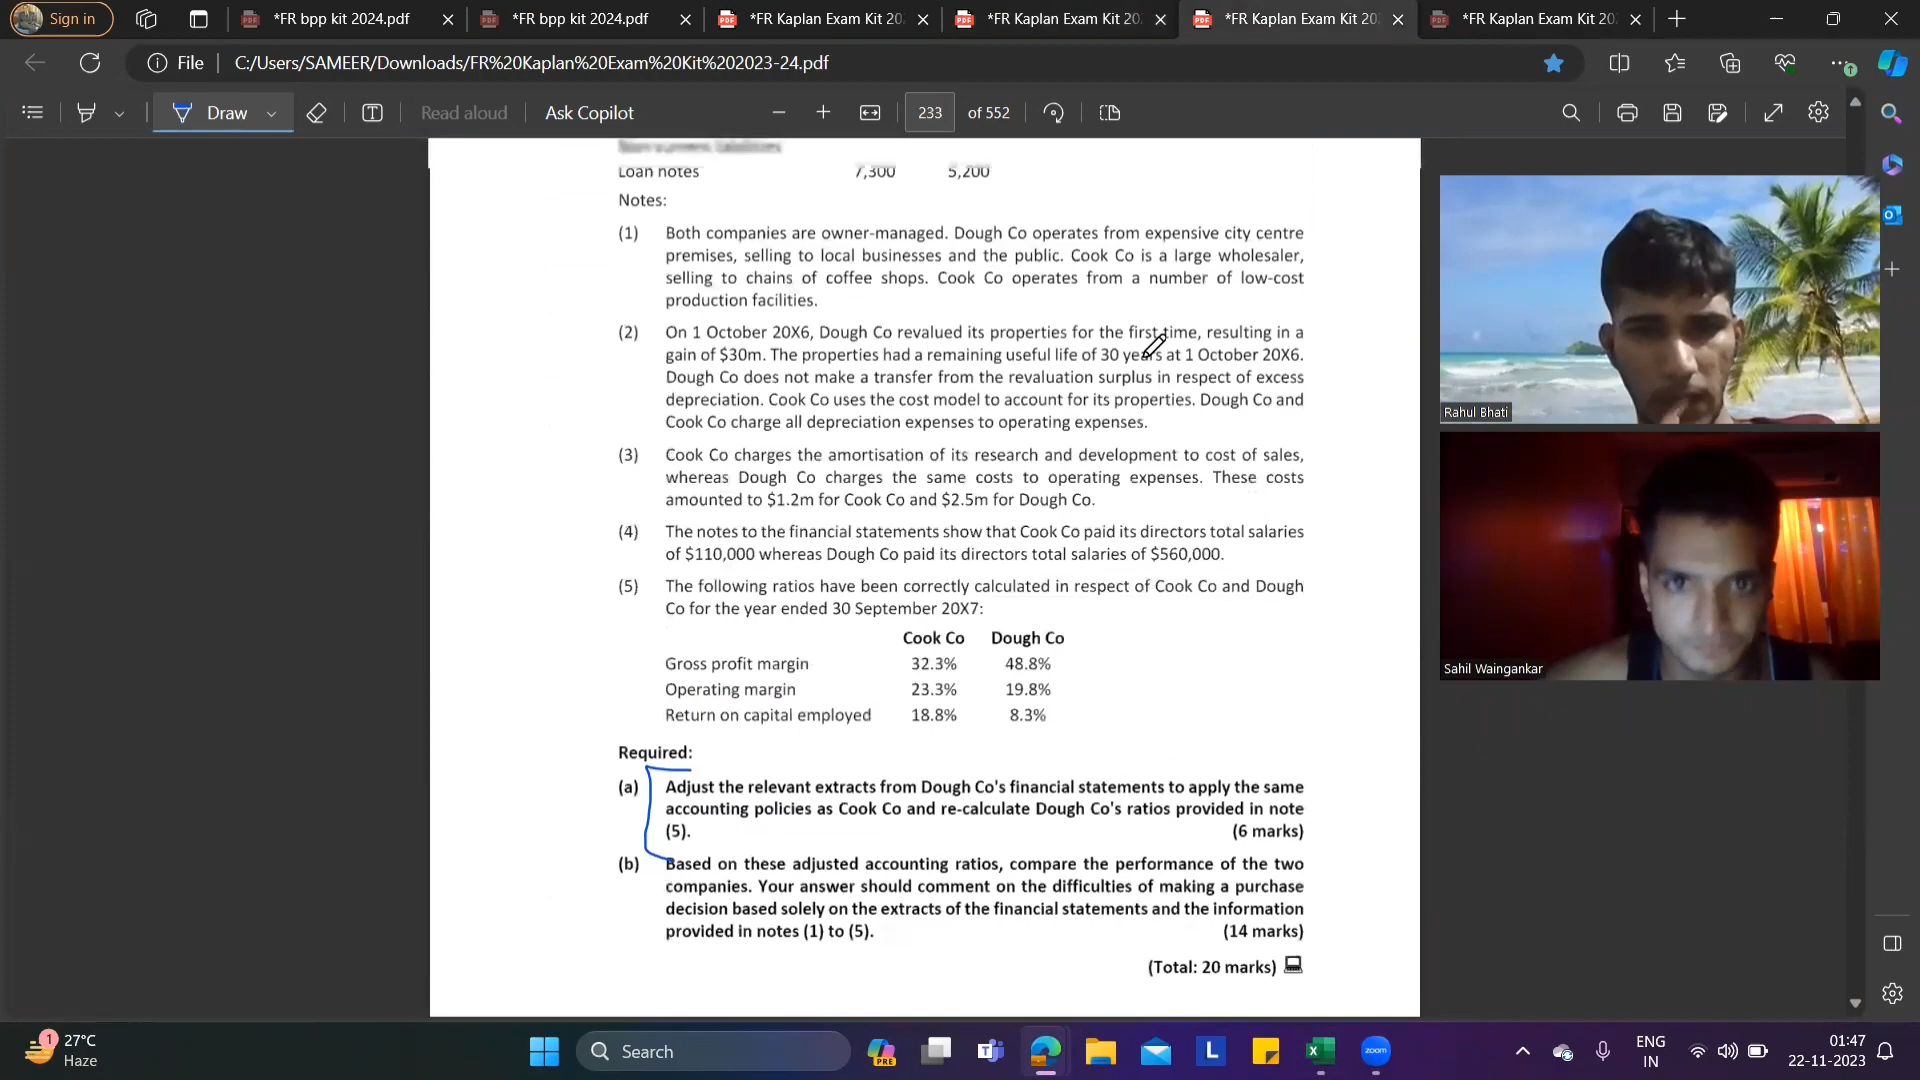 Sign in
*FR bpp kit 2024.pdf
*FR bpp kit 2024.pdf
*FR Kaplan Exam Kit 20
*FR Kaplan Exam Kit 20
*FR Kaplan Exam Kit 20
*FR Kaplan Exam Kit 20
File
C:/Users/SAMEER/Downloads/FR%20Kaplan%20Exam%20Kit%202023-24.pdf
Draw
Read aloud
Ask Copilot
233 of 552
Loan notes 7,300 5,200
Notes:
(1) Both companies are owner-managed. Dough Co operates from expensive city centre
premises, selling to local businesses and the public. Cook Co is a large wholesaler,
selling to chains of coffee shops. Cook Co operates from a number of low-cost
production facilities.
(2) On 1 October 20X6, Dough Co revalued its properties for the first time, resulting in a
gain of $30m. The properties had a remaining useful life of 30 years at 1 October 20X6.
Dough Co does not make a transfer from the revaluation surplus in respect of excess
depreciation. Cook Co uses the cost model to account for its properties. Dough Co and
Cook Co charge all depreciation expenses to operating expenses.
(3) Cook Co charges the amortisation of its research and development to cost of sales,
whereas Dough Co charges the same costs to operating expenses. These costs
amounted to $1.2m for Cook Co and $2.5m for Dough Co.
(4) The notes to the financial statements show that Cook Co paid its directors total salaries
of $110,000 whereas Dough Co paid its directors total salaries of $560,000.
(5) The following ratios have been correctly calculated in respect of Cook Co and Dough
Co for the year ended 30 September 20X7:
Cook Co Dough Co
Gross profit margin 32.3% 48.8%
Operating margin 23.3% 19.8%
Return on capital employed 18.8% 8.3%
Required:
(a) Adjust the relevant extracts from Dough Co's financial statements to apply the same
accounting policies as Cook Co and re-calculate Dough Co's ratios provided in note
(5). (6 marks)
(b) Based on these adjusted accounting ratios, compare the performance of the two
companies. Your answer should comment on the difficulties of making a purchase
decision based solely on the extracts of the financial statements and the information
provided in notes (1) to (5). (14 marks)
(Total: 20 marks)
Rahul Bhati
Sahil Waingankar
1
27°C
Haze
Search
PRE
L
zoom
ENG
IN
01:47
22-11-2023